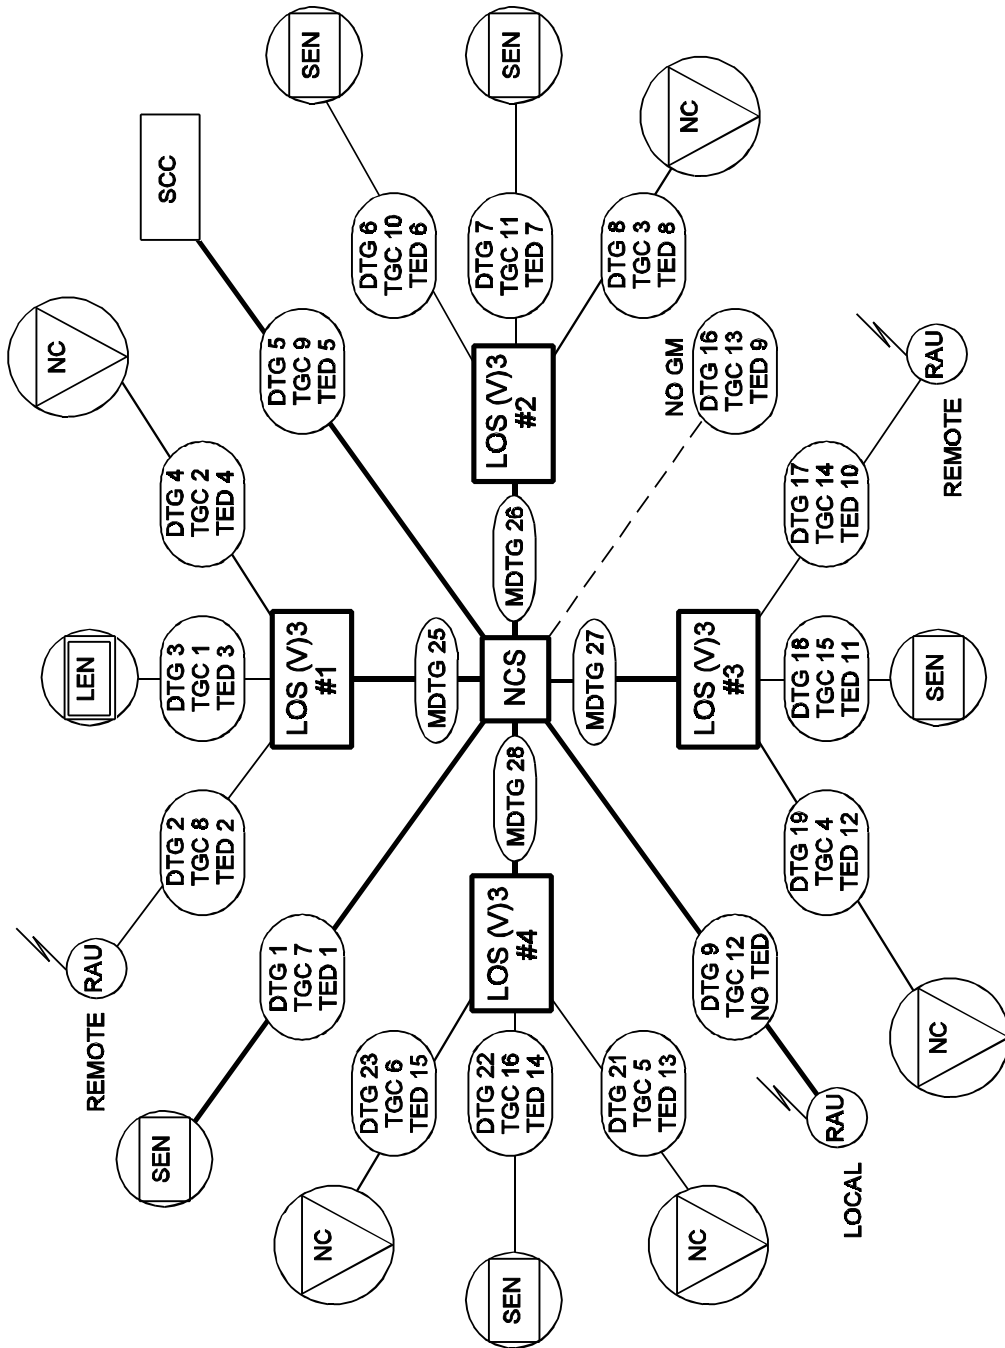 SEN
SEN
NC
SCC
NC
LEN
RAU
REMOTE
SEN
DTG 6
TGC 10
TED 6
DTG 7
TGC 11
TED 7
DTG 8
TGC 3
TED 8
DTG 5
TGC 9
TED 5
DTG 4
TGC 2
TED 4
DTG 3
TGC 1
TED 3
DTG 2
TGC 8
TED 2
DTG 1
TGC 7
TED 1
LOS (V)3
#1
LOS (V)3
#2
NO GM
DTG 16
TGC 13
TED 9
MDTG 25
MDTG 26
NCS
MDTG 27
MDTG 28
LOS (V)3
#3
LOS (V)3
#4
DTG 17
TGC 14
TED 10
RAU
REMOTE
DTG 18
TGC 15
TED 11
SEN
DTG 19
TGC 4
TED 12
NC
DTG 9
TGC 12
NO TED
RAU
LOCAL
DTG 23
TGC 6
TED 15
NC
DTG 22
TGC 16
TED 14
SEN
DTG 21
TGC 5
TED 13
NC